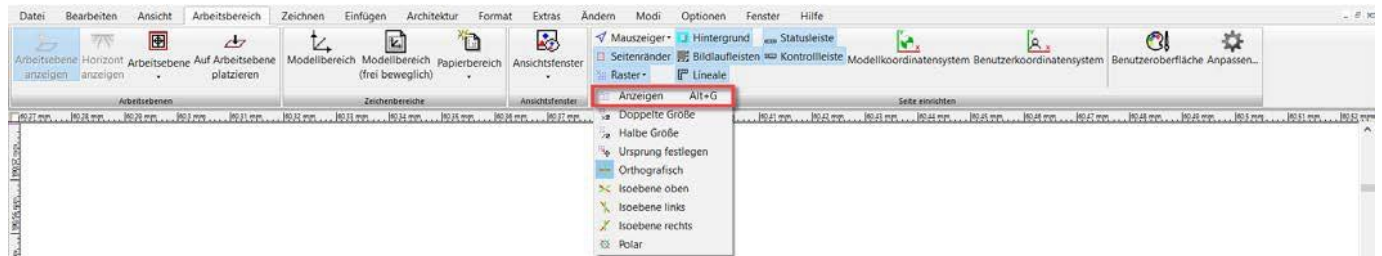 Datei Bearbeiten Ansicht Arbeitsbereich Zeichnen Einfügen Architektur Format Extras Ändern Modi Optionen Fenster Hilfe
Arbeitsebene anzeigen
Horizont anzeigen
Arbeitsebene
Auf Arbeitsebene platzieren
Arbeitsebenen
Modellbereich
Modellbereich (frei beweglich)
Papierbereich
Zeichenbereiche
Ansichtsfenster
Ansichtsfenster
Mauszeiger Hintergrund Statusleiste
Seitenränder Bildlaufleisten Kontrollleiste
Raster Lineale
Modellkoordinatensystem
Benutzerkoordinatensystem
Benutzeroberfläche
Anpassen...
Seite einrichten
Anzeigen Alt+G
Doppelte Größe
Halbe Größe
Ursprung festlegen
Orthografisch
Isoebene oben
Isoebene links
Isoebene rechts
Polar